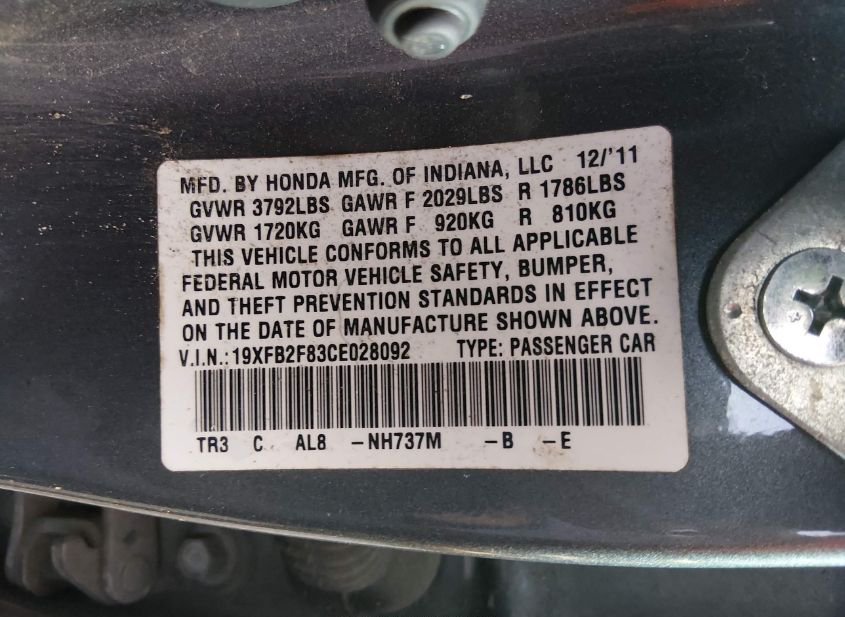 MFD. BY HONDA MFG. OF INDIANA, LLC 12/'11
GVWR 3792LBS GAWR F 2029LBS R 1786LBS
GVWR 1720KG GAWR F 920KG R 810KG
THIS VEHICLE CONFORMS TO ALL APPLICABLE
FEDERAL MOTOR VEHICLE SAFETY, BUMPER,
AND THEFT PREVENTION STANDARDS IN EFFECT
ON THE DATE OF MANUFACTURE SHOWN ABOVE.
V.I.N.: 19XFB2F83CE028092 TYPE: PASSENGER CAR
TR3 C AL8 -NH737M -B -E